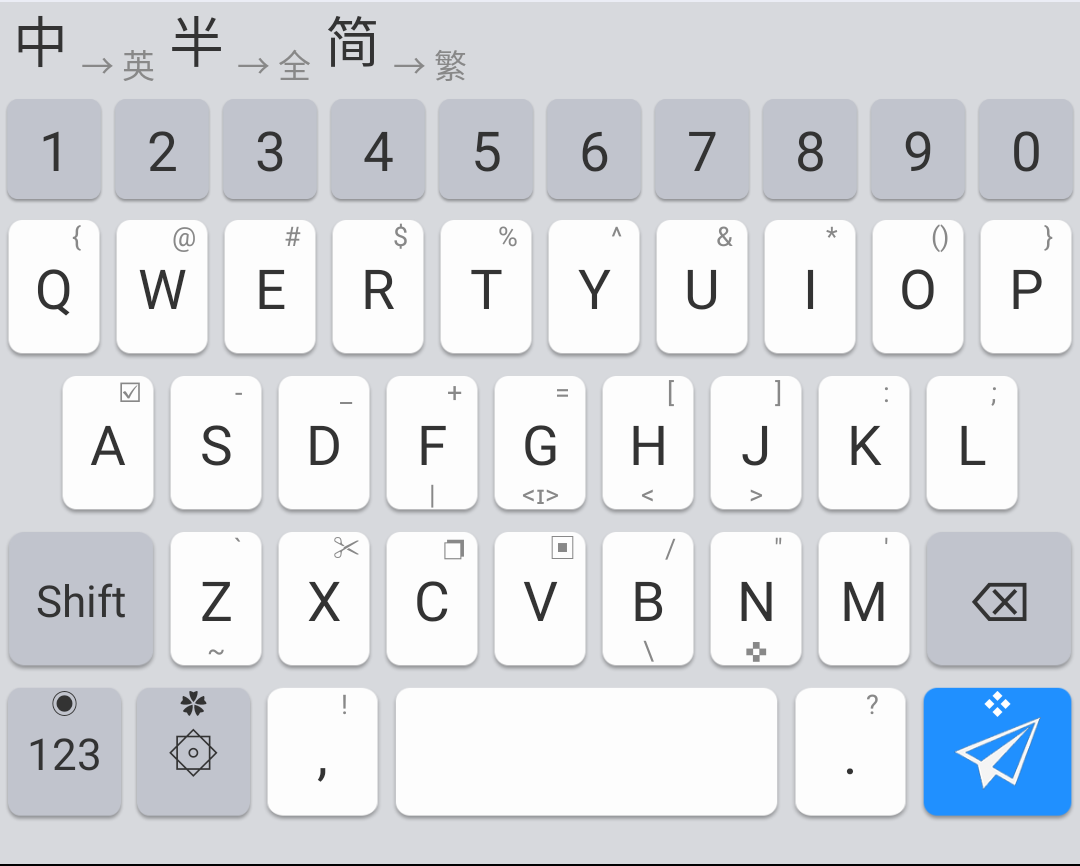 中 →英 半 →全 简 →繁
1 2 3 4 5 6 7 8 9 0
{ @ # $ % ^ & * () }
Q W E R T Y U I O P
☑ - _ + = [ ] : ;
A S D F G H J K L
| <I> < >
` / " '
Shift Z X C V B N M
~ \
! ?
123 , .